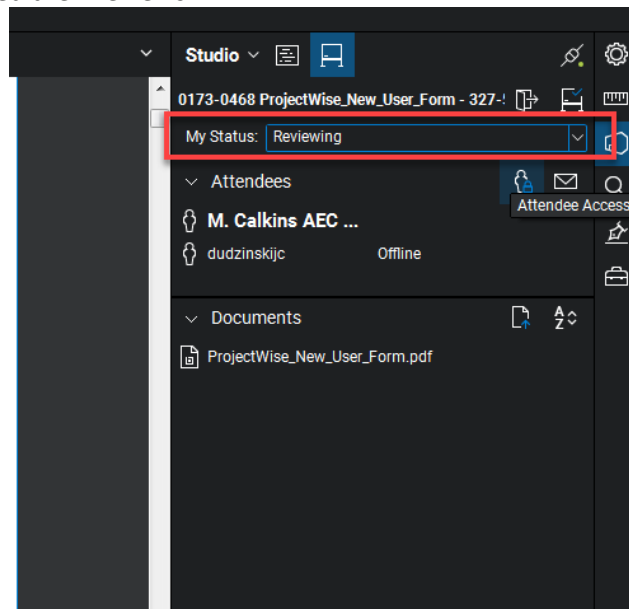 Studio
0173-0468 ProjectWise_New_User_Form - 327-
My Status: Reviewing
Attendees
Attendee Access
M. Calkins AEC ...
dudzinskijc Offline
Documents
A
Z
ProjectWise_New_User_Form.pdf